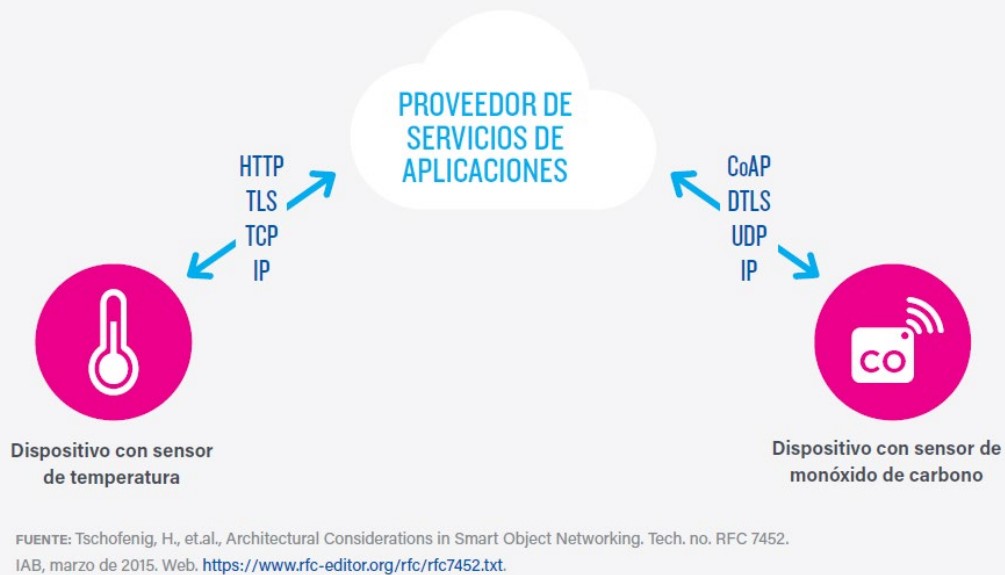 PROVEEDOR DE
SERVICIOS DE
APLICACIONES
HTTP
TLS
TCP
IP
CoAP
DTLS
UDP
IP
CO
Dispositivo con sensor
de temperatura
Dispositivo con sensor de
monóxido de carbono
FUENTE: Tschofenig, H., et.al., Architectural Considerations in Smart Object Networking. Tech. no. RFC 7452.
IAB, marzo de 2015. Web. https://www.rfc-editor.org/rfc/rfc7452.txt.